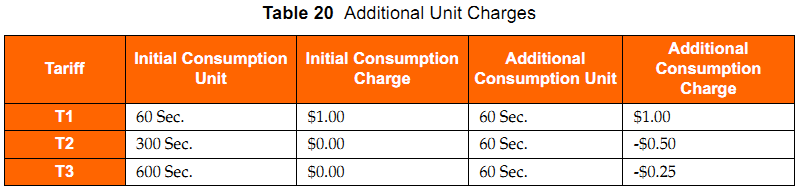 Table 20 Additional Unit Charges
Tariff Initial Consumption Unit Initial Consumption Charge Additional Consumption Unit Additional Consumption Charge
T1 60 Sec. $1.00 60 Sec. $1.00
T2 300 Sec. $0.00 60 Sec. -$0.50
T3 600 Sec. $0.00 60 Sec. -$0.25